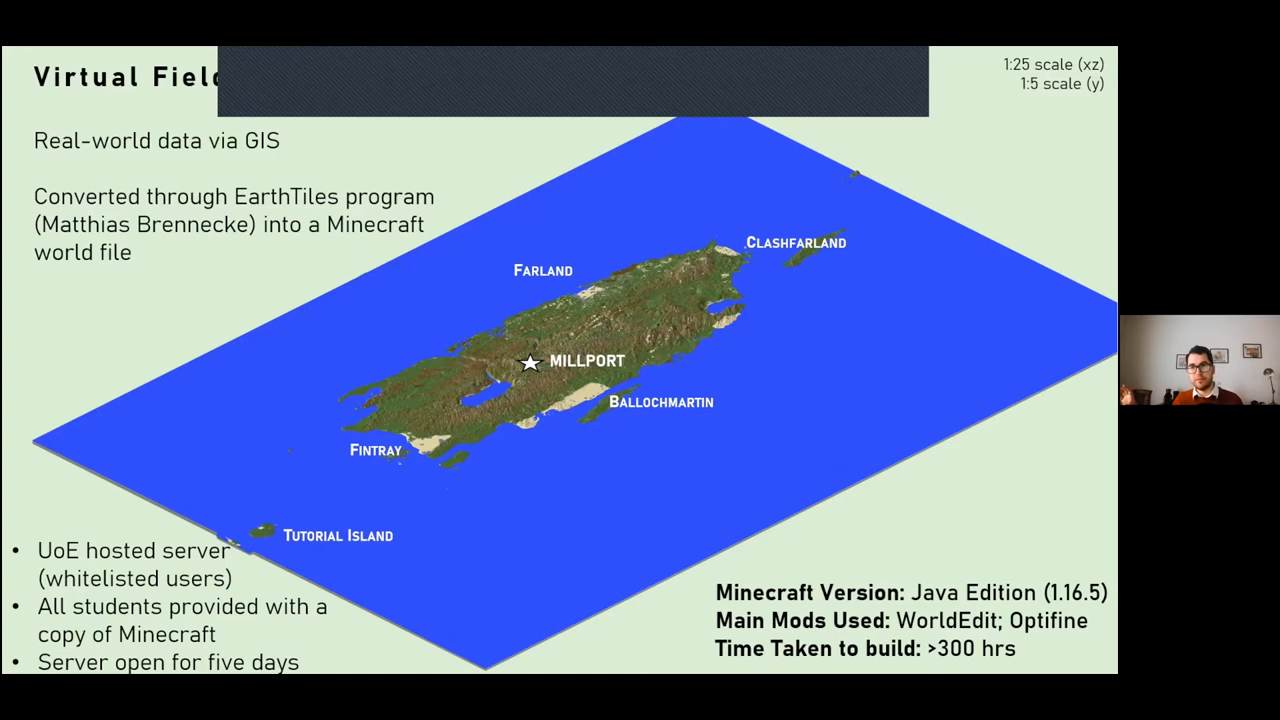 Virtual Field
1:25 scale (xz)
1:5 scale (y)
Real-world data via GIS
Converted through EarthTiles program
(Matthias Brennecke) into a Minecraft
world file
CLASHFARLAND
FARLAND
MILLPORT
BALLOCHMARTIN
FINTRAY
TUTORIAL ISLAND
• UoE hosted server
(whitelisted users)
• All students provided with a
copy of Minecraft
• Server open for five days
Minecraft Version: Java Edition (1.16.5)
Main Mods Used: WorldEdit; Optifine
Time Taken to build: >300 hrs